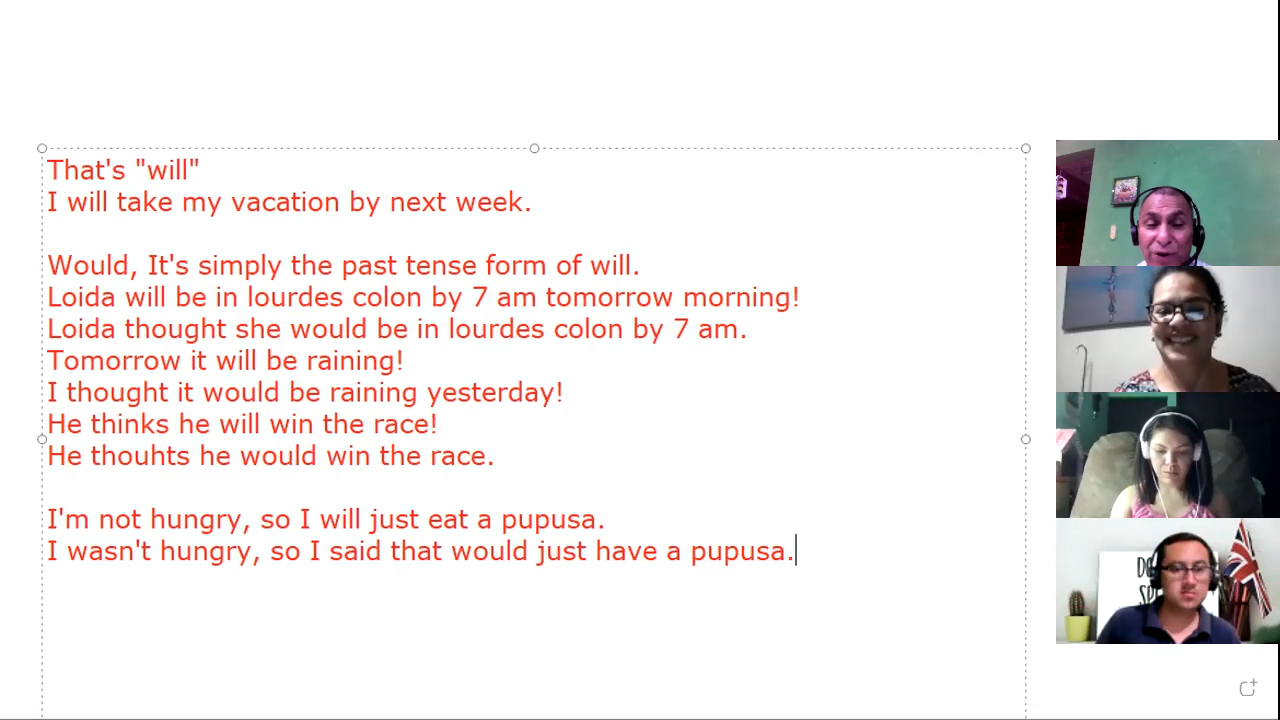 That's "will"
I will take my vacation by next week.
Would, It's simply the past tense form of will.
Loida will be in lourdes colon by 7 am tomorrow morning!
Loida thought she would be in lourdes colon by 7 am.
Tomorrow it will be raining!
I thought it would be raining yesterday!
He thinks he will win the race!
He thouhts he would win the race.
I'm not hungry, so I will just eat a pupusa.
I wasn't hungry, so I said that would just have a pupusa.